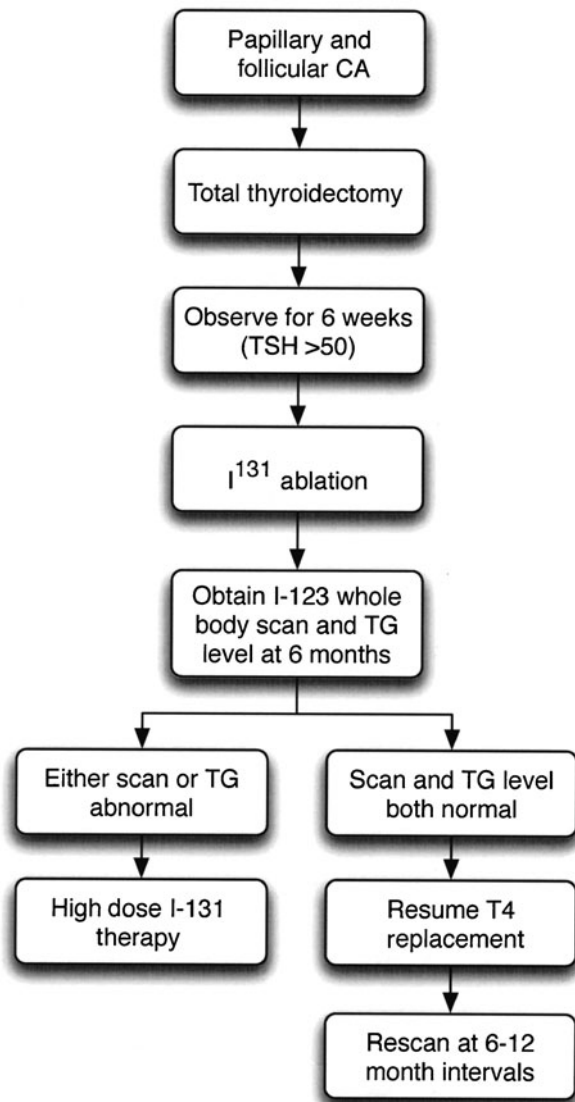 Papillary and
follicular CA
Total thyroidectomy
Observe for 6 weeks
(TSH >50)
I¹³¹ ablation
Obtain I-123 whole
body scan and TG
level at 6 months
Either scan or TG
abnormal
Scan and TG level
both normal
High dose I-131
therapy
Resume T4
replacement
Rescan at 6-12
month intervals